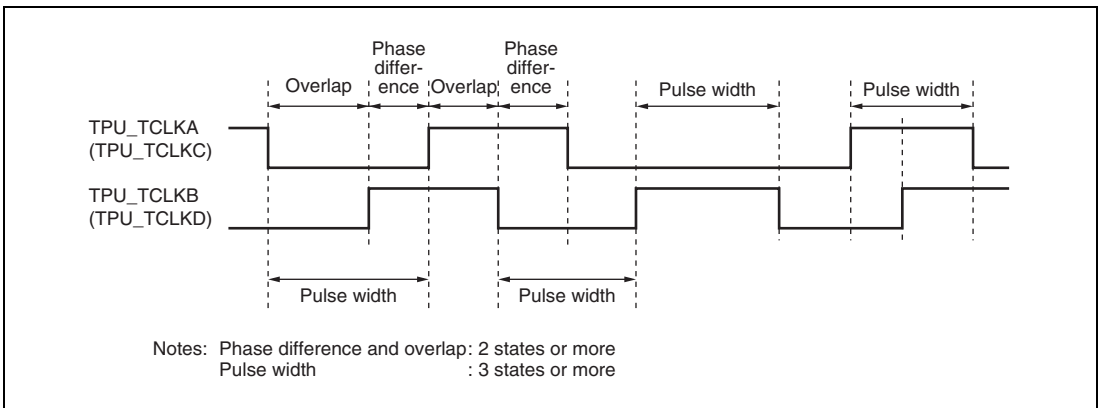 Phase
differ-
ence
Phase
differ-
ence
Overlap
Overlap
Pulse width
Pulse width
TPU_TCLKA
(TPU_TCLKC)
TPU_TCLKB
(TPU_TCLKD)
Pulse width
Pulse width
Notes: Phase difference and overlap: 2 states or more
Pulse width : 3 states or more